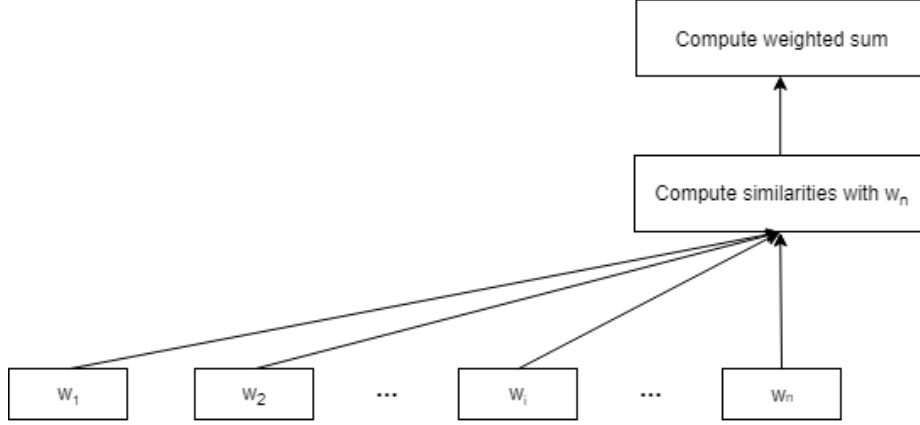 Compute weighted sum
Compute similarities with wₙ
w₁ w₂ ... wᵢ ... wₙ